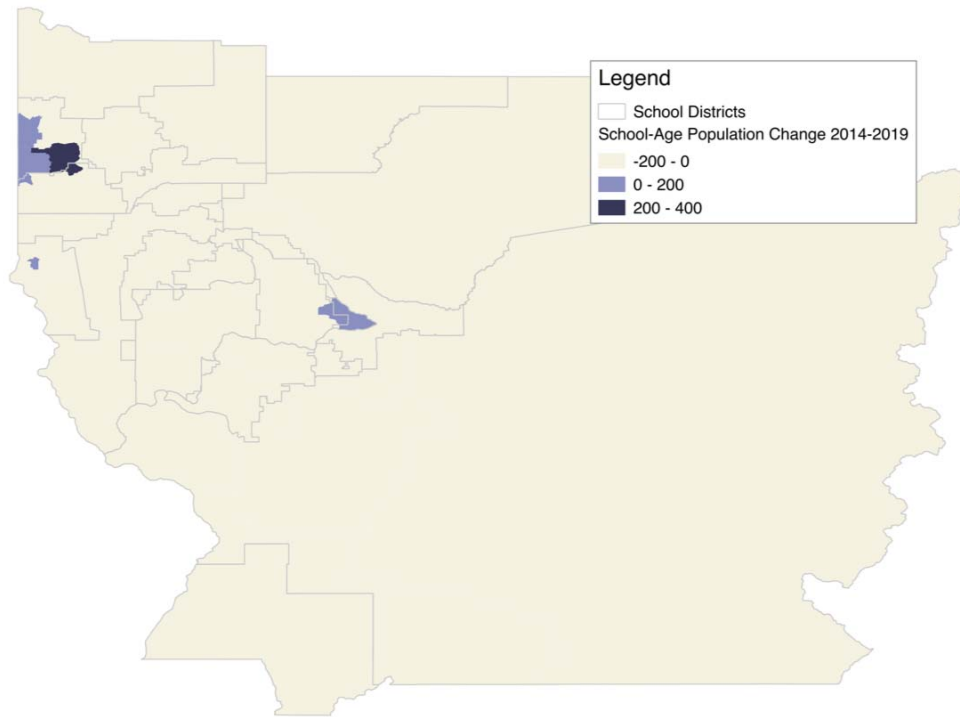 Legend
School Districts
School-Age Population Change 2014-2019
-200 - 0
0 - 200
200 - 400